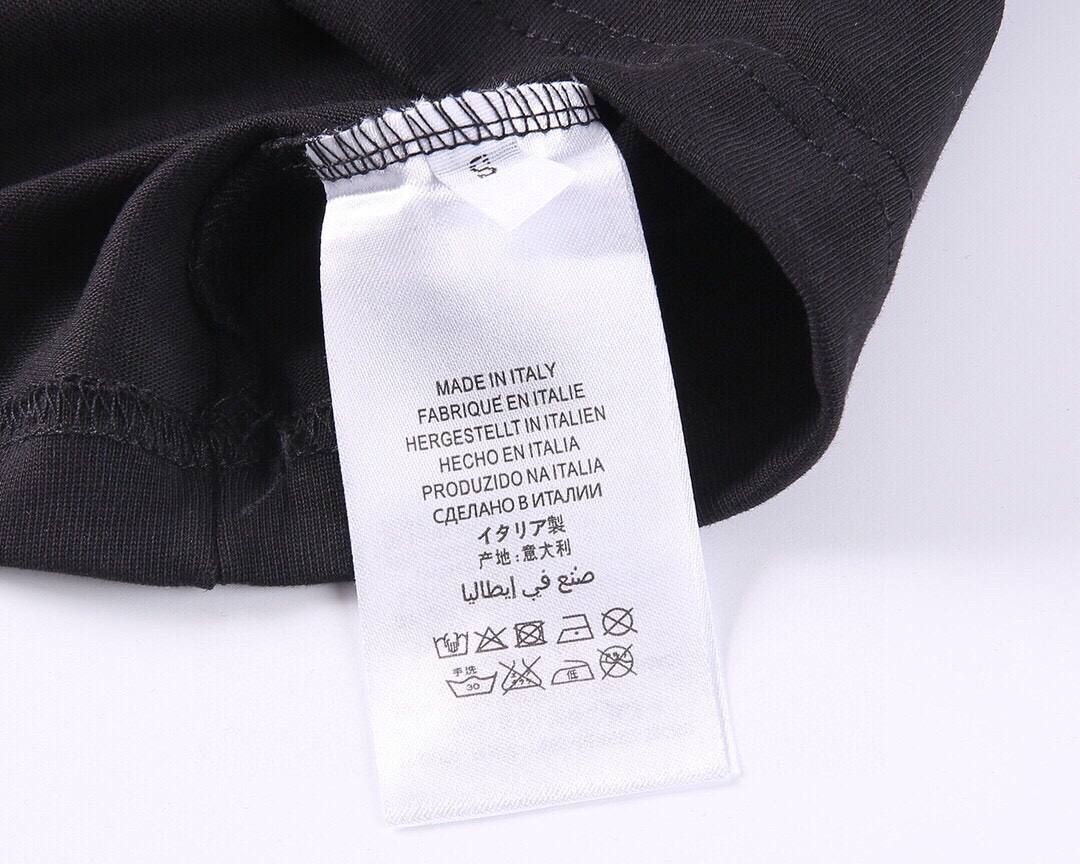 S
MADE IN ITALY
FABRIQUÉ EN ITALIE
HERGESTELLT IN ITALIEN
HECHO EN ITALIA
PRODUZIDO NA ITALIA
СДЕЛАНО В ИТАЛИИ
イタリア製
产地:意大利
صنع في إيطاليا
手洗
30
低